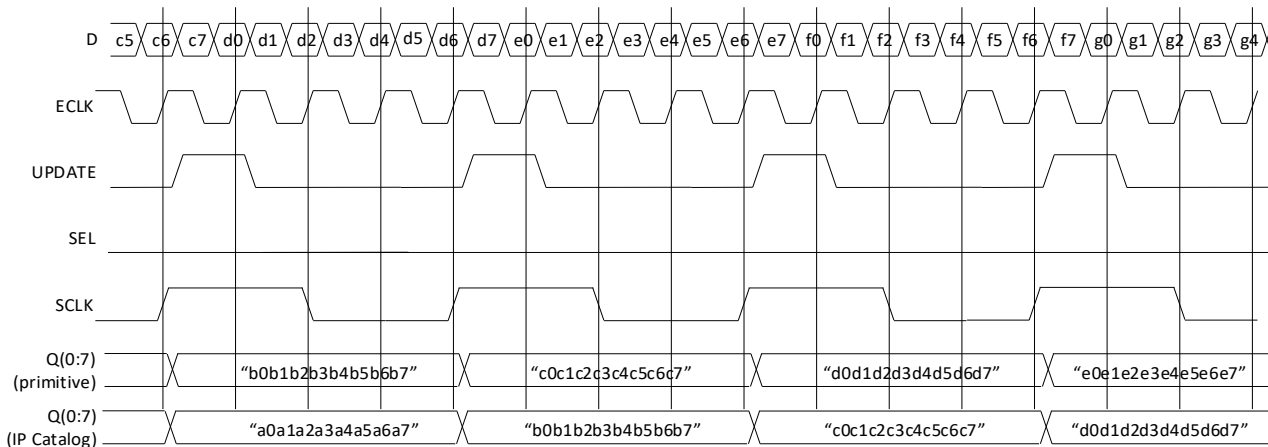 D c5 c6 c7 d0 d1 d2 d3 d4 d5 d6 d7 e0 e1 e2 e3 e4 e5 e6 e7 f0 f1 f2 f3 f4 f5 f6 f7 g0 g1 g2 g3 g4
ECLK
UPDATE
SEL
SCLK
Q(0:7)
(primitive) “b0b1b2b3b4b5b6b7” “c0c1c2c3c4c5c6c7” “d0d1d2d3d4d5d6d7” “e0e1e2e3e4e5e6e7”
Q(0:7)
(IP Catalog) “a0a1a2a3a4a5a6a7” “b0b1b2b3b4b5b6b7” “c0c1c2c3c4c5c6c7” “d0d1d2d3d4d5d6d7”